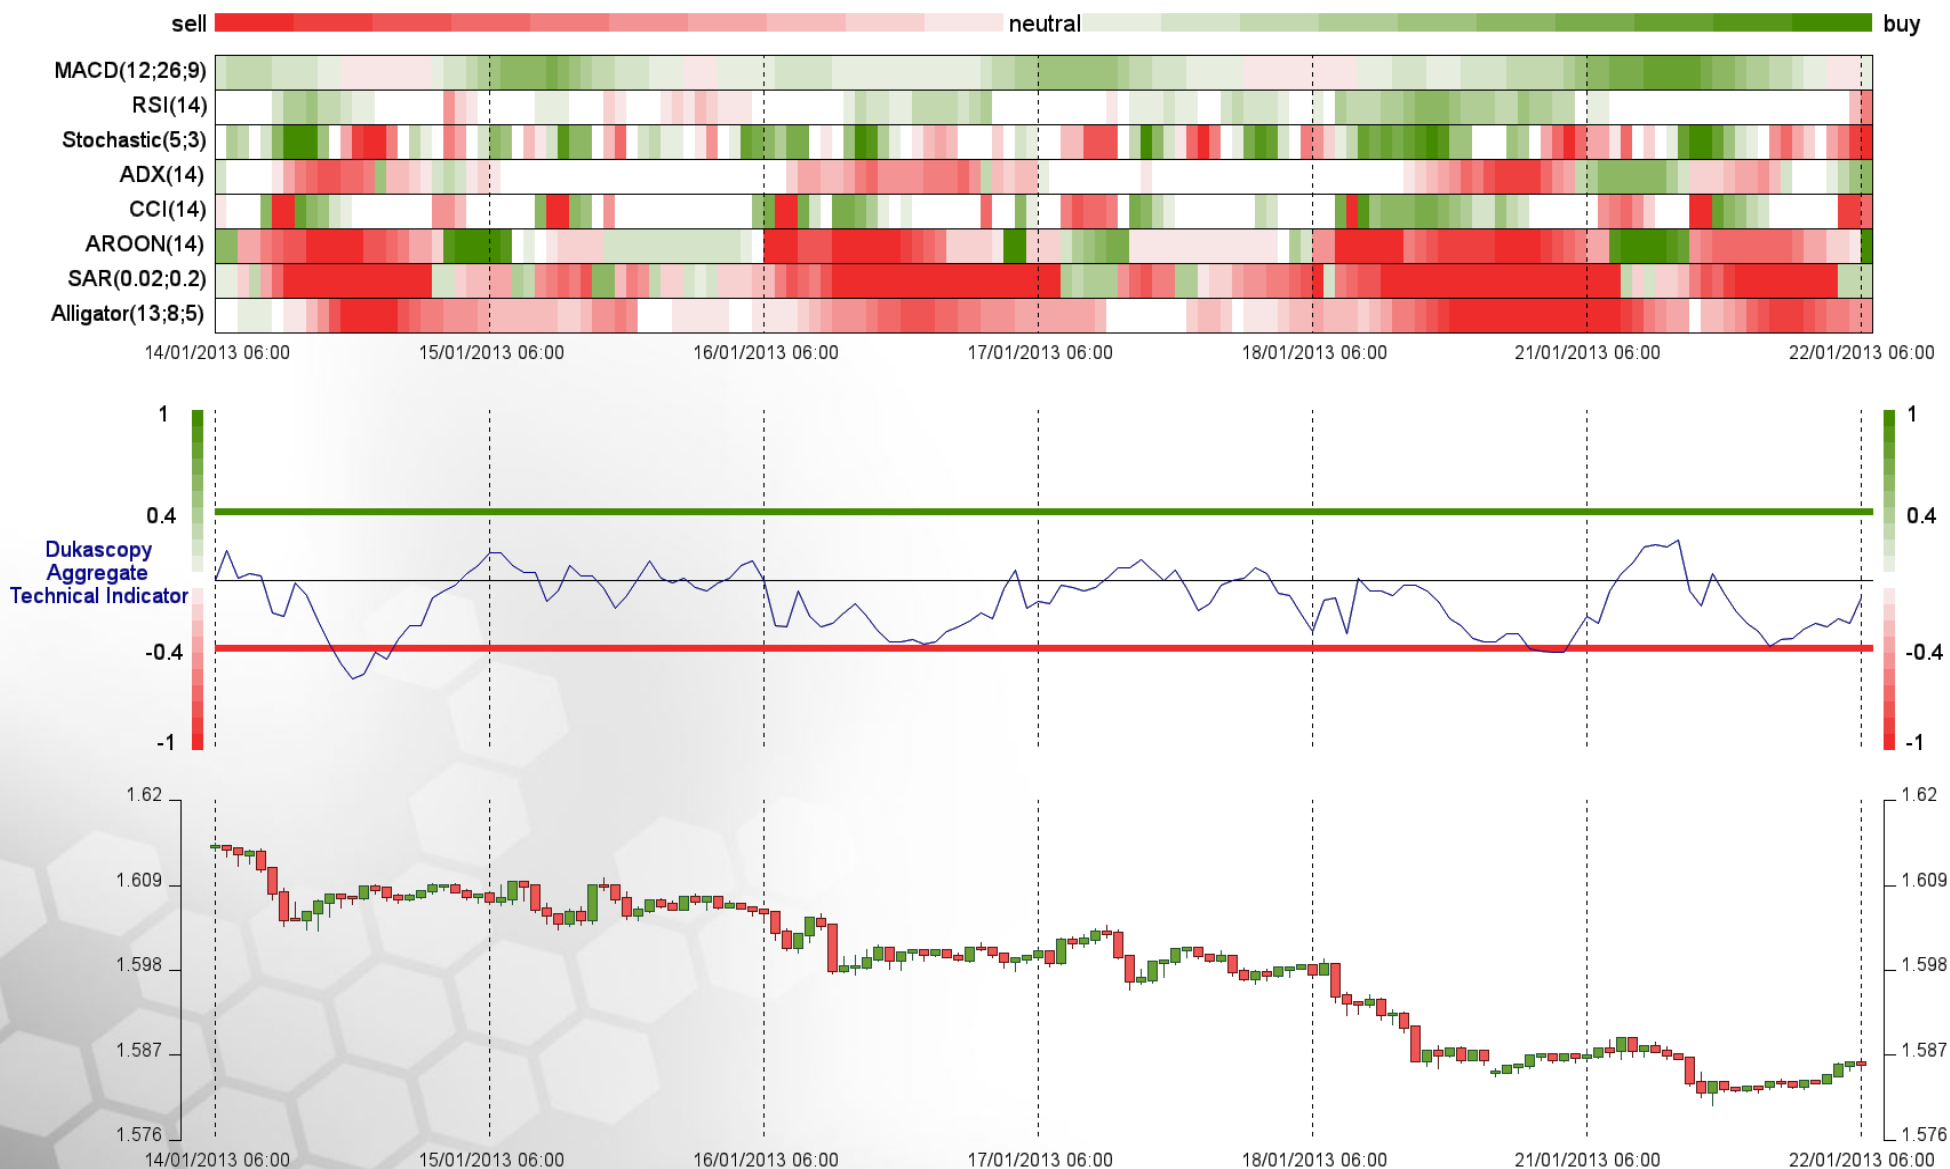 sell neutral buy
MACD(12;26;9)
RSI(14)
Stochastic(5;3)
ADX(14)
CCI(14)
AROON(14)
SAR(0.02;0.2)
Alligator(13;8;5)
14/01/2013 06:00 15/01/2013 06:00 16/01/2013 06:00 17/01/2013 06:00 18/01/2013 06:00 21/01/2013 06:00 22/01/2013 06:00
1 1
0.4 0.4
Dukascopy
Aggregate
Technical Indicator
-0.4 -0.4
-1 -1
1.62 1.62
1.609 1.609
1.598 1.598
1.587 1.587
1.576 1.576
14/01/2013 06:00 15/01/2013 06:00 16/01/2013 06:00 17/01/2013 06:00 18/01/2013 06:00 21/01/2013 06:00 22/01/2013 06:00